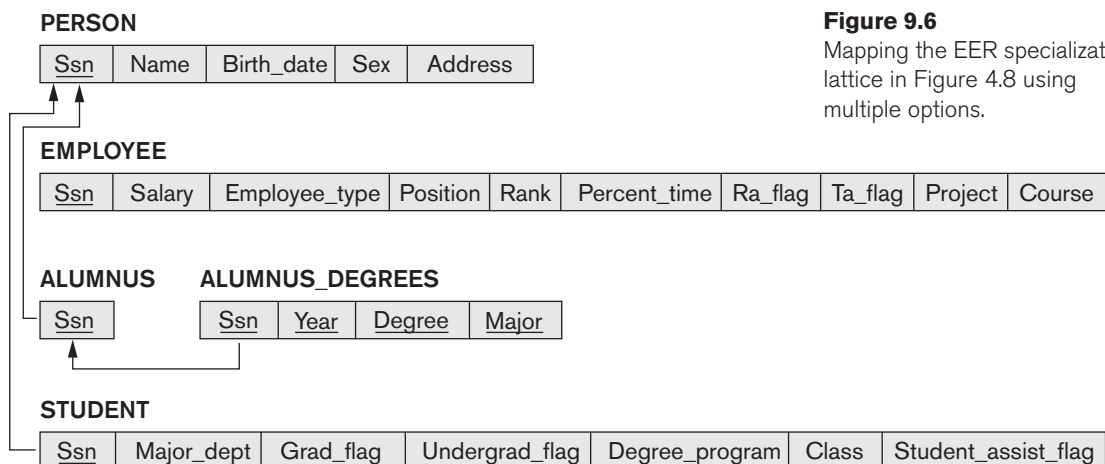 PERSON
Ssn Name Birth_date Sex Address
Figure 9.6
Mapping the EER specializat
lattice in Figure 4.8 using
multiple options.
EMPLOYEE
Ssn Salary Employee_type Position Rank Percent_time Ra_flag Ta_flag Project Course
ALUMNUS ALUMNUS_DEGREES
Ssn Ssn Year Degree Major
STUDENT
Ssn Major_dept Grad_flag Undergrad_flag Degree_program Class Student_assist_flag